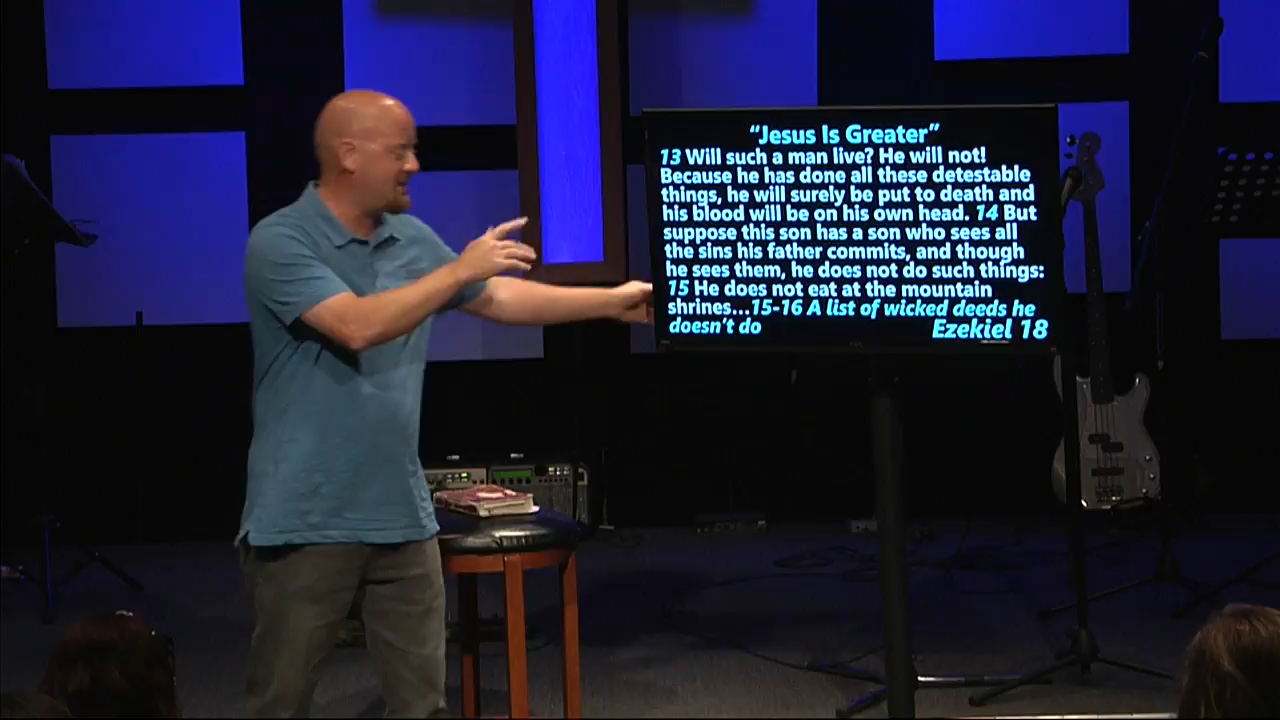 "Jesus Is Greater"
13 Will such a man live? He will not!
Because he has done all these detestable
things, he will surely be put to death and
his blood will be on his own head. 14 But
suppose this son has a son who sees all
the sins his father commits, and though
he sees them, he does not do such things:
15 He does not eat at the mountain
shrines...15-16 A list of wicked deeds he
doesn't do
Ezekiel 18